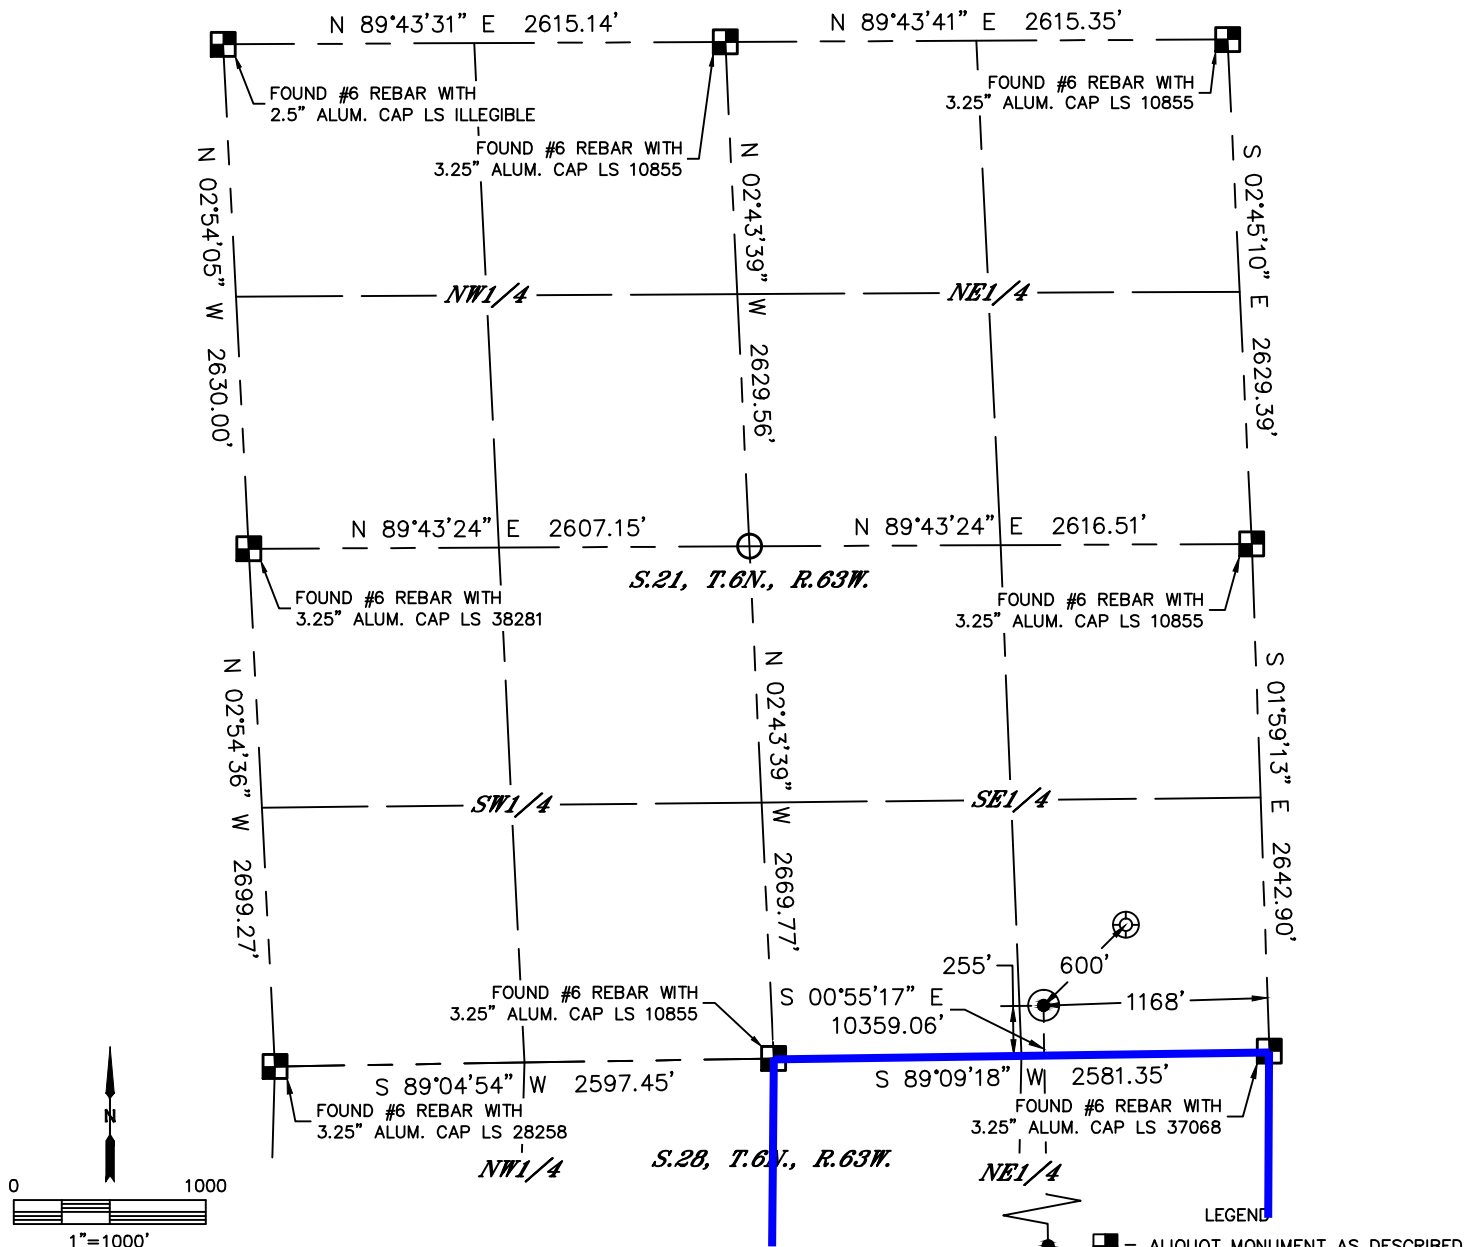 N 89°43'31" E 2615.14'
N 89°43'41" E 2615.35'
FOUND #6 REBAR WITH
2.5" ALUM. CAP LS ILLEGIBLE
FOUND #6 REBAR WITH
3.25" ALUM. CAP LS 10855
FOUND #6 REBAR WITH
3.25" ALUM. CAP LS 10855
N 02°54'05" W 2630.00'
N 02°43'39" W 2629.56'
S 02°45'10" E 2629.39'
NW1/4
NE1/4
N 89°43'24" E 2607.15'
N 89°43'24" E 2616.51'
S.21, T.6N., R.63W.
FOUND #6 REBAR WITH
3.25" ALUM. CAP LS 38281
FOUND #6 REBAR WITH
3.25" ALUM. CAP LS 10855
N 02°54'36" W 2699.27'
N 02°43'39" W 2669.77'
S 01°59'13" E 2642.90'
SW1/4
SE1/4
255'
600'
1168'
FOUND #6 REBAR WITH
3.25" ALUM. CAP LS 10855
S 00°55'17" E
10359.06'
S 89°04'54" W 2597.45'
S 89°09'18" W 2581.35'
FOUND #6 REBAR WITH
3.25" ALUM. CAP LS 28258
FOUND #6 REBAR WITH
3.25" ALUM. CAP LS 37068
N
NW1/4
S.28, T.6N., R.63W.
NE1/4
0 1000
1"=1000'
LEGEND
= ALIQUOT MONUMENT AS DESCRIBED